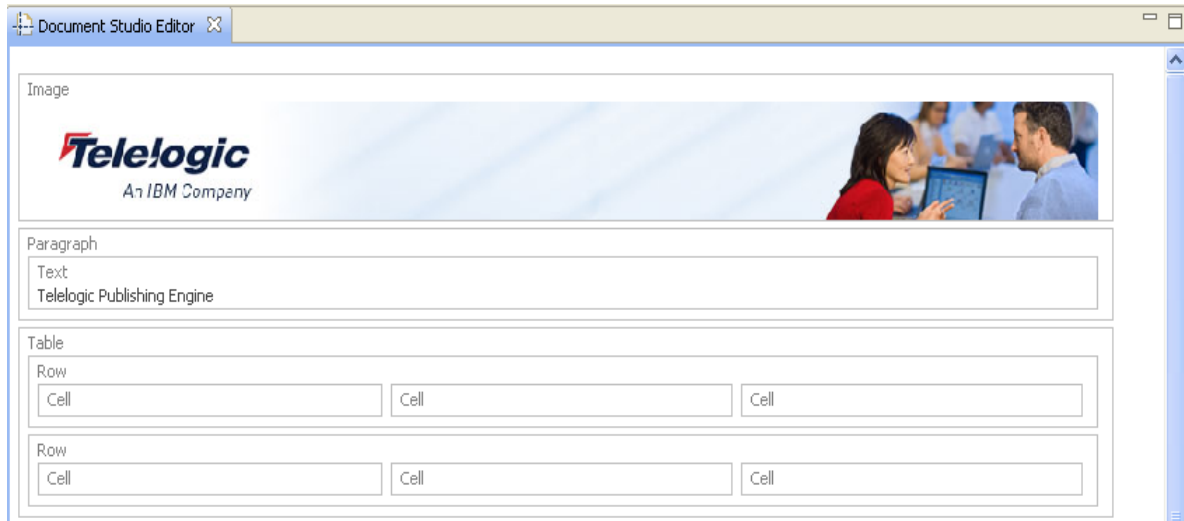 Document Studio Editor
Image
Telelogic
An IBM Company
Paragraph
Text
Telelogic Publishing Engine
Table
Row
Cell Cell Cell
Row
Cell Cell Cell